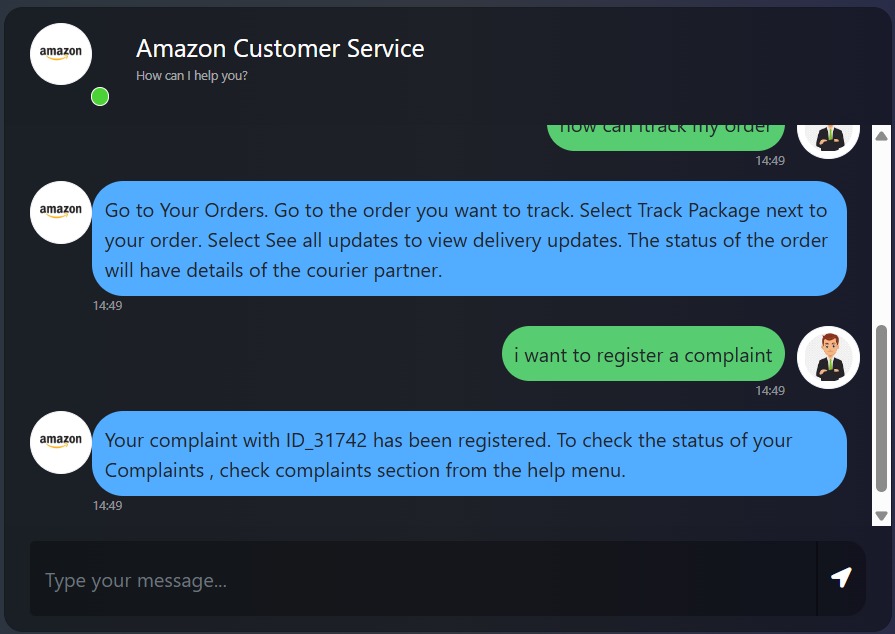 amazon
Amazon Customer Service
How can I help you?
how can itrack my order
14:49
amazon
Go to Your Orders. Go to the order you want to track. Select Track Package next to
your order. Select See all updates to view delivery updates. The status of the order
will have details of the courier partner.
14:49
i want to register a complaint
14:49
amazon
Your complaint with ID_31742 has been registered. To check the status of your
Complaints , check complaints section from the help menu.
14:49
Type your message...